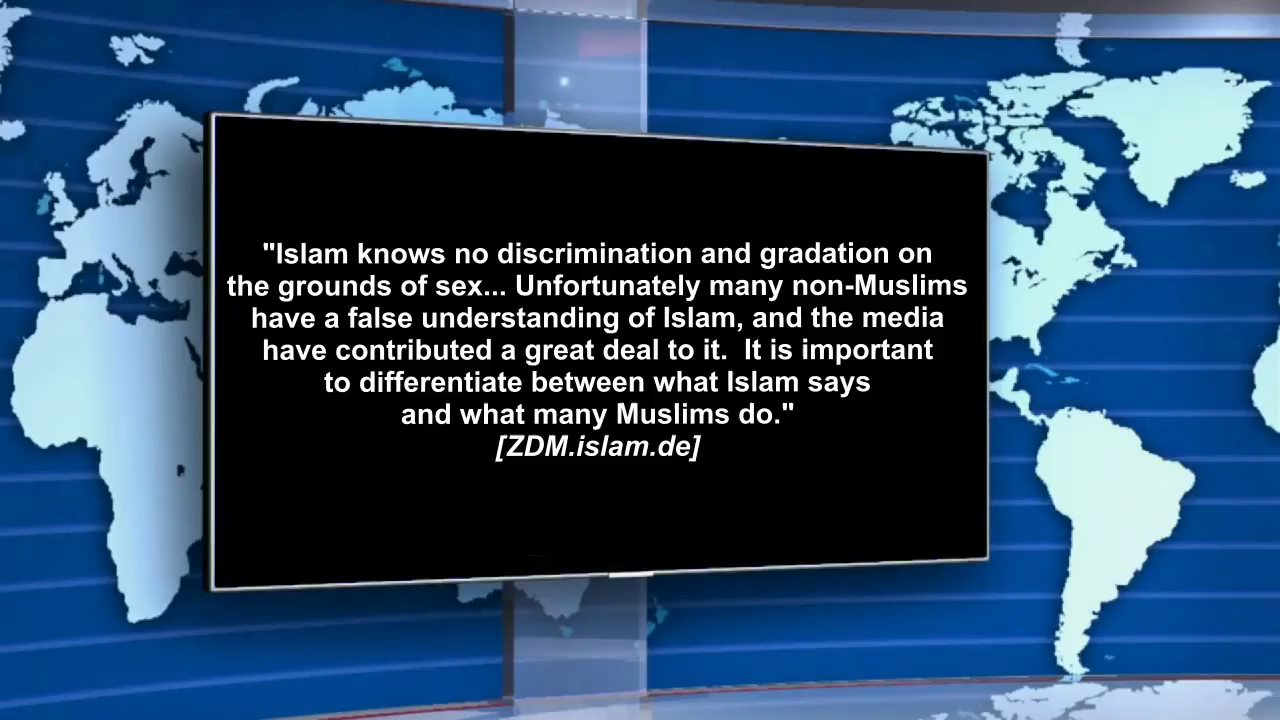 "Islam knows no discrimination and gradation on
the grounds of sex... Unfortunately many non-Muslims
have a false understanding of Islam, and the media
have contributed a great deal to it.  It is important
to differentiate between what Islam says
and what many Muslims do."
[ZDM.islam.de]